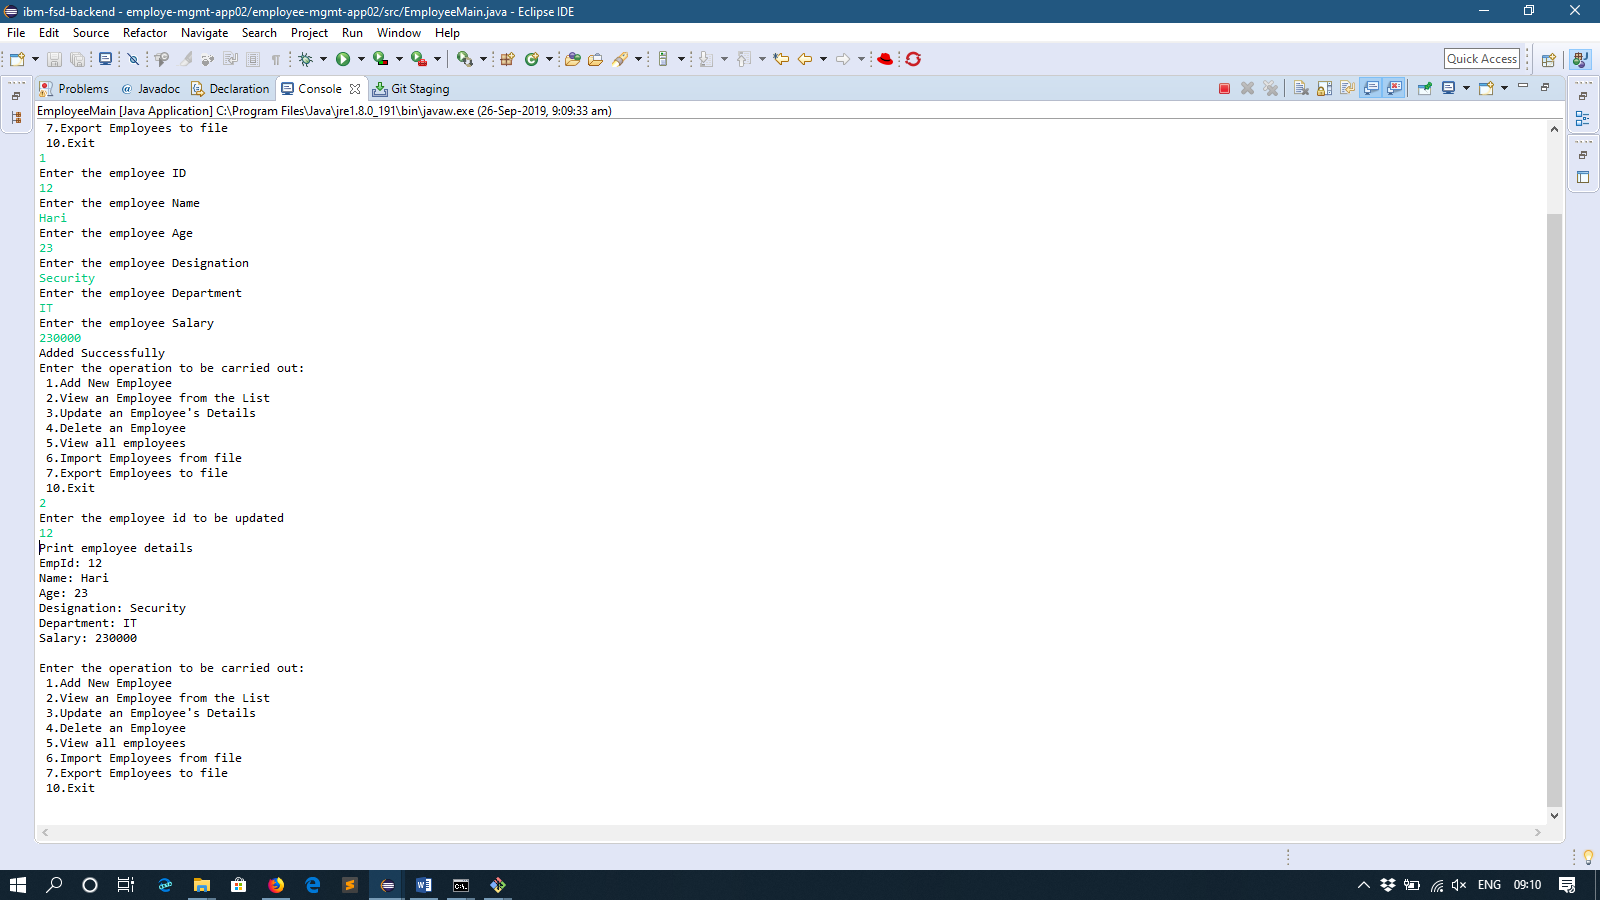 ibm-fsd-backend - employe-mgmt-app02/employee-mgmt-app02/src/EmployeeMain.java - Eclipse IDE
File Edit Source Refactor Navigate Search Project Run Window Help
Quick Access
Problems @ Javadoc Declaration Console Git Staging
EmployeeMain [Java Application] C:\Program Files\Java\jre1.8.0_191\bin\javaw.exe (26-Sep-2019, 9:09:33 am)
7.Export Employees to file
10.Exit
1
Enter the employee ID
12
Enter the employee Name
Hari
Enter the employee Age
23
Enter the employee Designation
Security
Enter the employee Department
IT
Enter the employee Salary
230000
Added Successfully
Enter the operation to be carried out:
1.Add New Employee
2.View an Employee from the List
3.Update an Employee's Details
4.Delete an Employee
5.View all employees
6.Import Employees from file
7.Export Employees to file
10.Exit
2
Enter the employee id to be updated
12
Print employee details
EmpId: 12
Name: Hari
Age: 23
Designation: Security
Department: IT
Salary: 230000
Enter the operation to be carried out:
1.Add New Employee
2.View an Employee from the List
3.Update an Employee's Details
4.Delete an Employee
5.View all employees
6.Import Employees from file
7.Export Employees to file
10.Exit
ENG 09:10